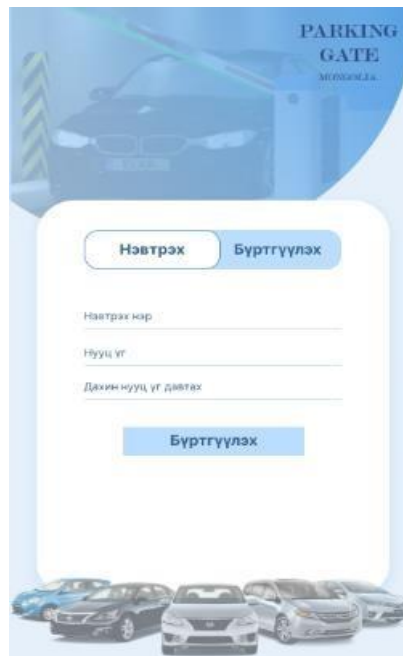 PARKING
GATE
MONGOLIA
Нэвтрэх
Бүртгүүлэх
Нэвтрэх нэр
Нууц үг
Дахин нууц үг давтах
Бүртгүүлэх